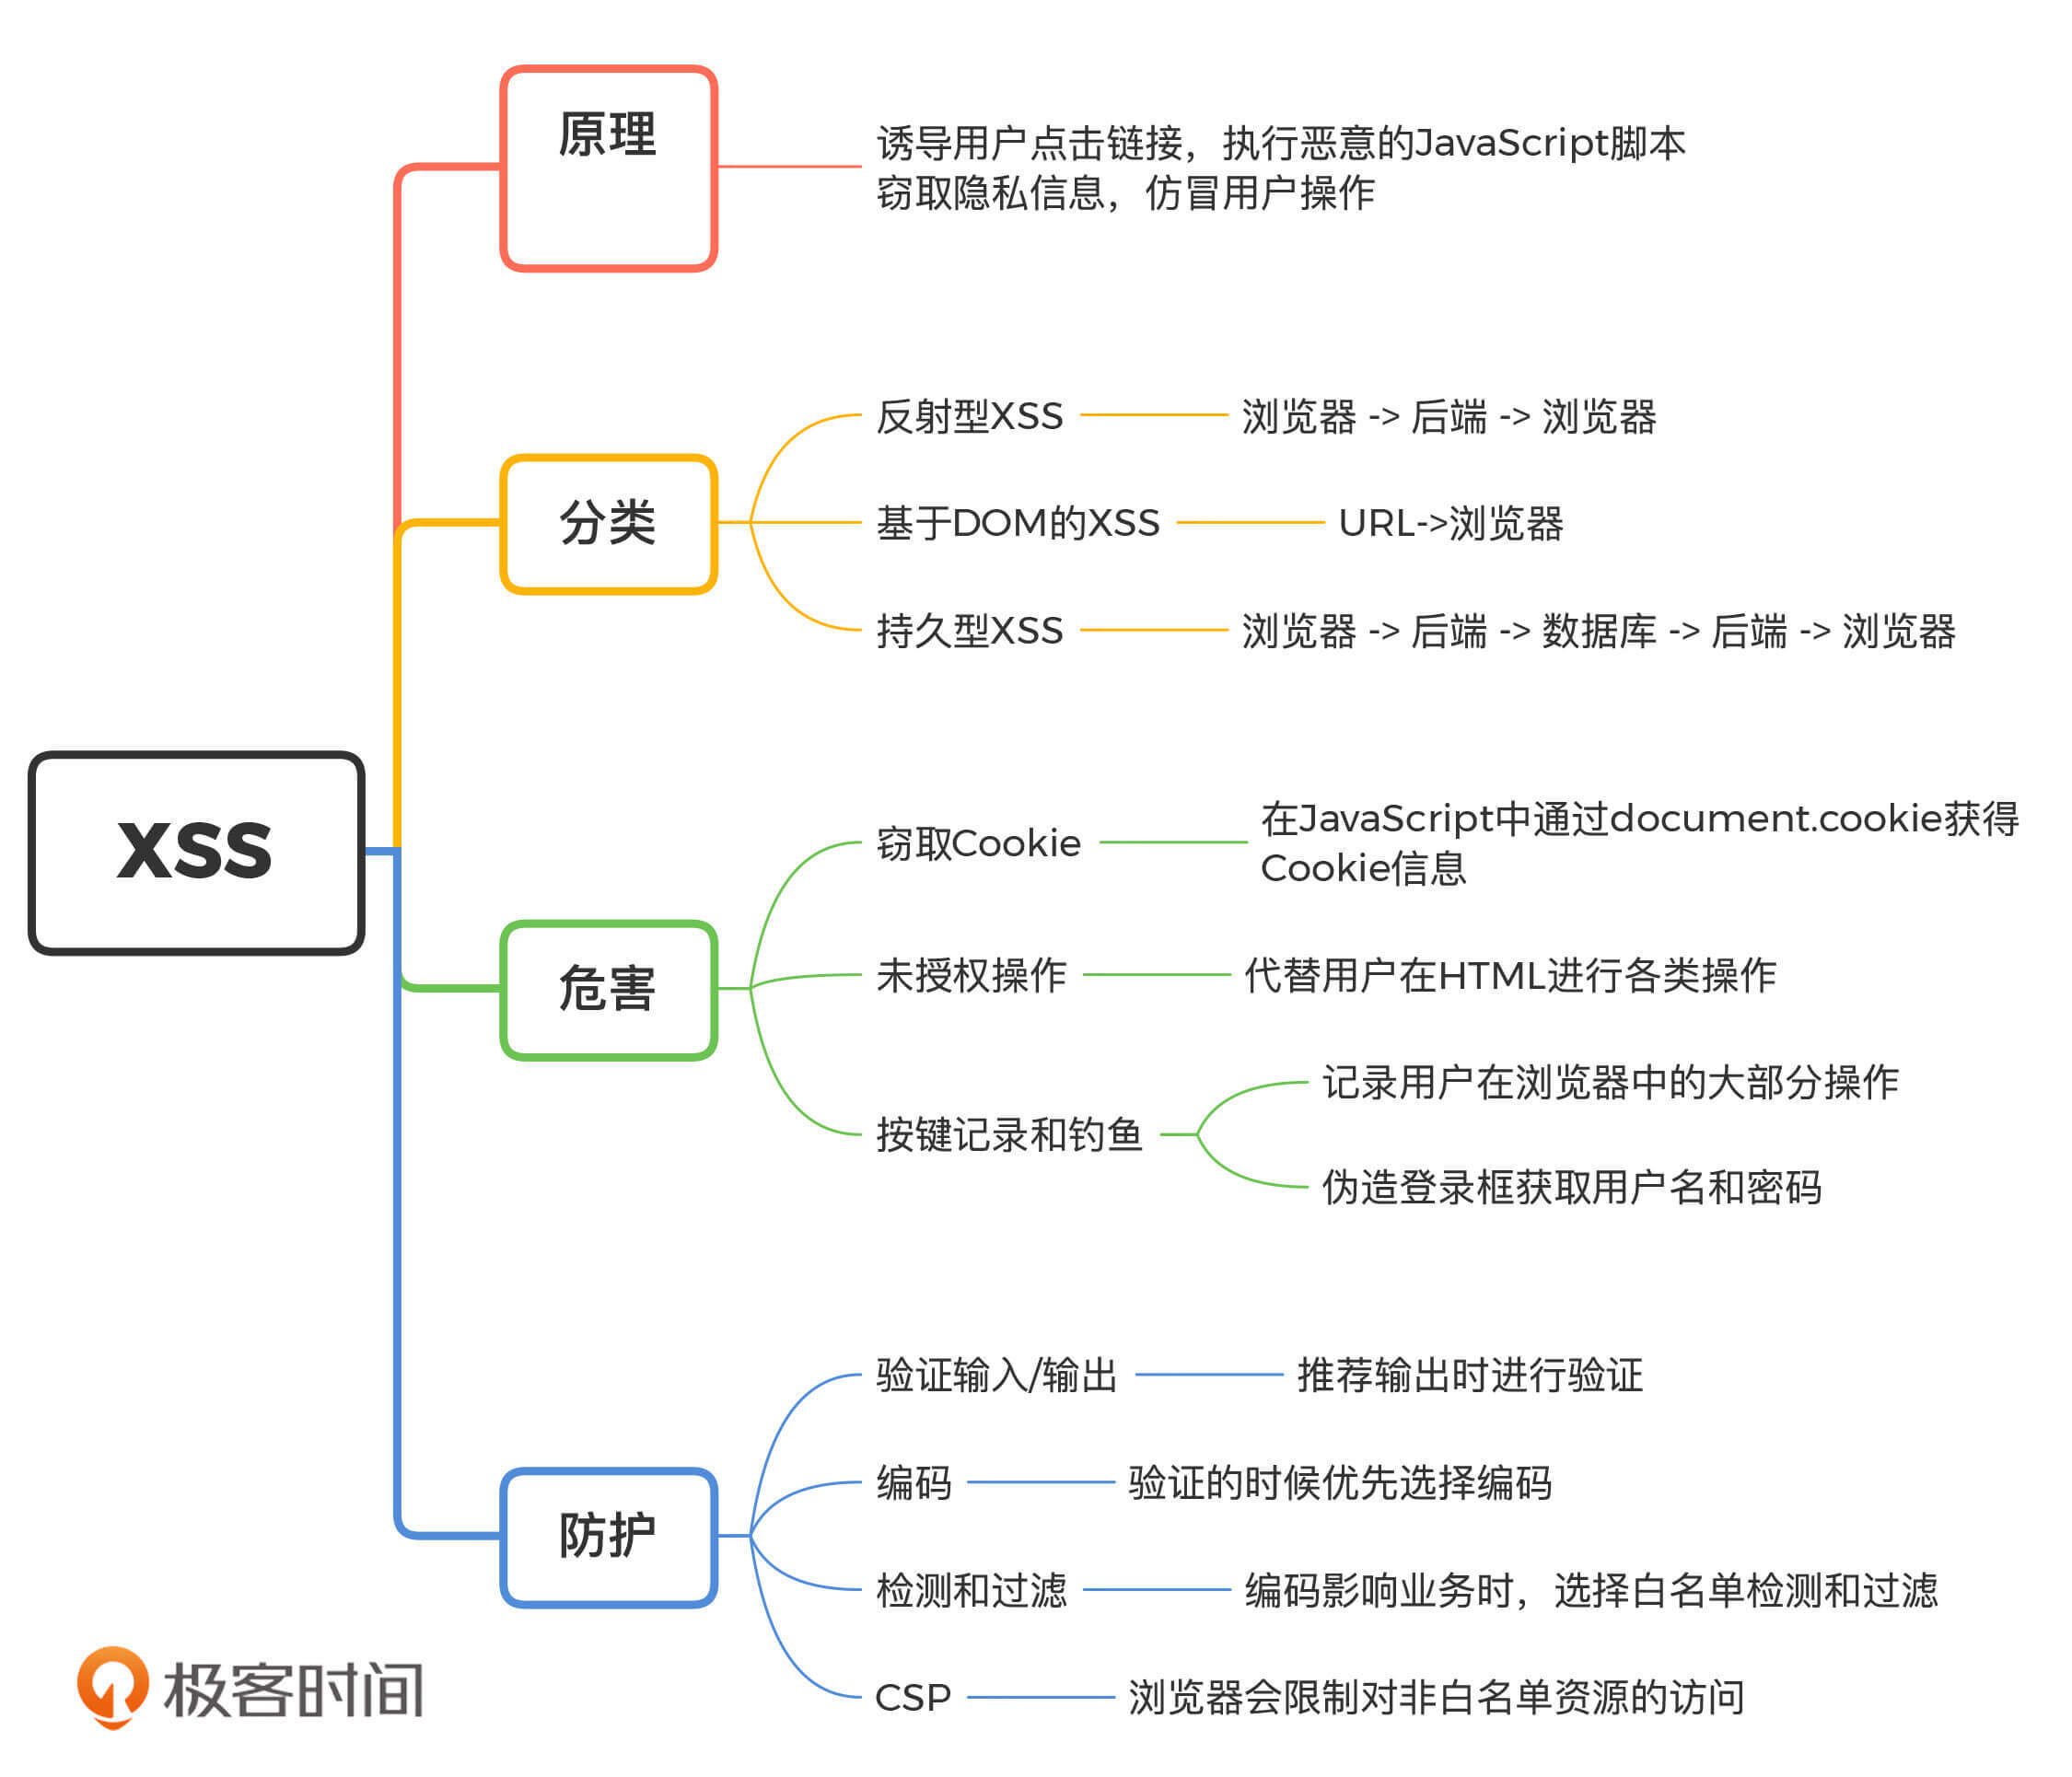 XSS
原理
诱导用户点击链接，执行恶意的JavaScript脚本
窃取隐私信息，仿冒用户操作
分类
反射型XSS
浏览器 -> 后端 -> 浏览器
基于DOM的XSS
URL->浏览器
持久型XSS
浏览器 -> 后端 -> 数据库 -> 后端 -> 浏览器
危害
窃取Cookie
在JavaScript中通过document.cookie获得
Cookie信息
未授权操作
代替用户在HTML进行各类操作
按键记录和钓鱼
记录用户在浏览器中的大部分操作
伪造登录框获取用户名和密码
防护
验证输入/输出
推荐输出时进行验证
编码
验证的时候优先选择编码
检测和过滤
编码影响业务时，选择白名单检测和过滤
CSP
浏览器会限制对非白名单资源的访问
极客时间